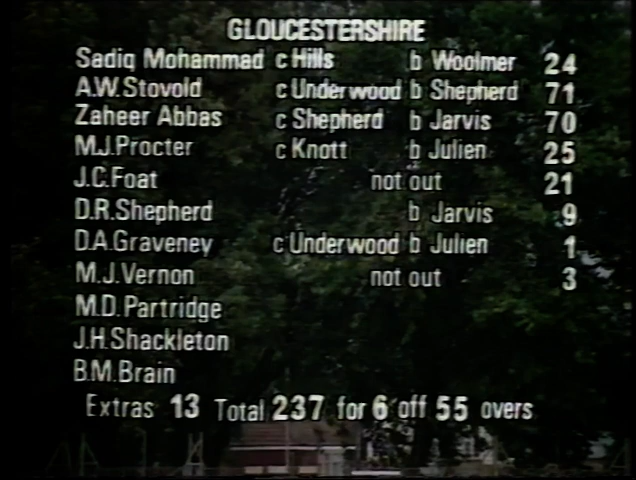 GLOUCESTERSHIRE
Sadiq Mohammad c Hills b Woolmer 24
A.W.Stovold c Underwood b Shepherd 71
Zaheer Abbas c Shepherd b Jarvis 70
M.J.Procter c Knott b Julien 25
J.C.Foat not out 21
D.R.Shepherd b Jarvis 9
D.A.Graveney c Underwood b Julien 1
M.J.Vernon not out 3
M.D.Partridge
J.H.Shackleton
B.M.Brain
Extras 13 Total 237 for 6 off 55 overs